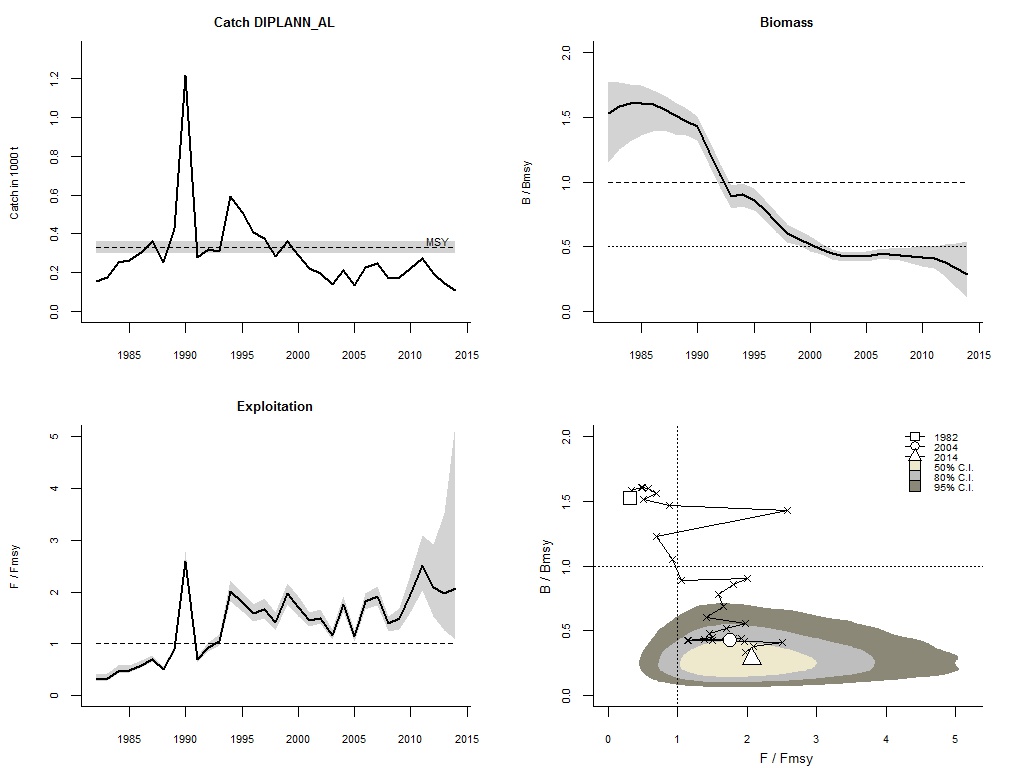 Catch DIPLANN_AL
Catch in 1000 t
0.0 0.2 0.4 0.6 0.8 1.0 1.2
MSY
1985 1990 1995 2000 2005 2010 2015
Biomass
B / Bmsy
0.0 0.5 1.0 1.5 2.0
1985 1990 1995 2000 2005 2010 2015
Exploitation
F / Fmsy
0 1 2 3 4 5
1985 1990 1995 2000 2005 2010 2015
B / Bmsy
0.0 0.5 1.0 1.5 2.0
1982
2004
2014
50% C.I.
80% C.I.
95% C.I.
0 1 2 3 4 5
F / Fmsy